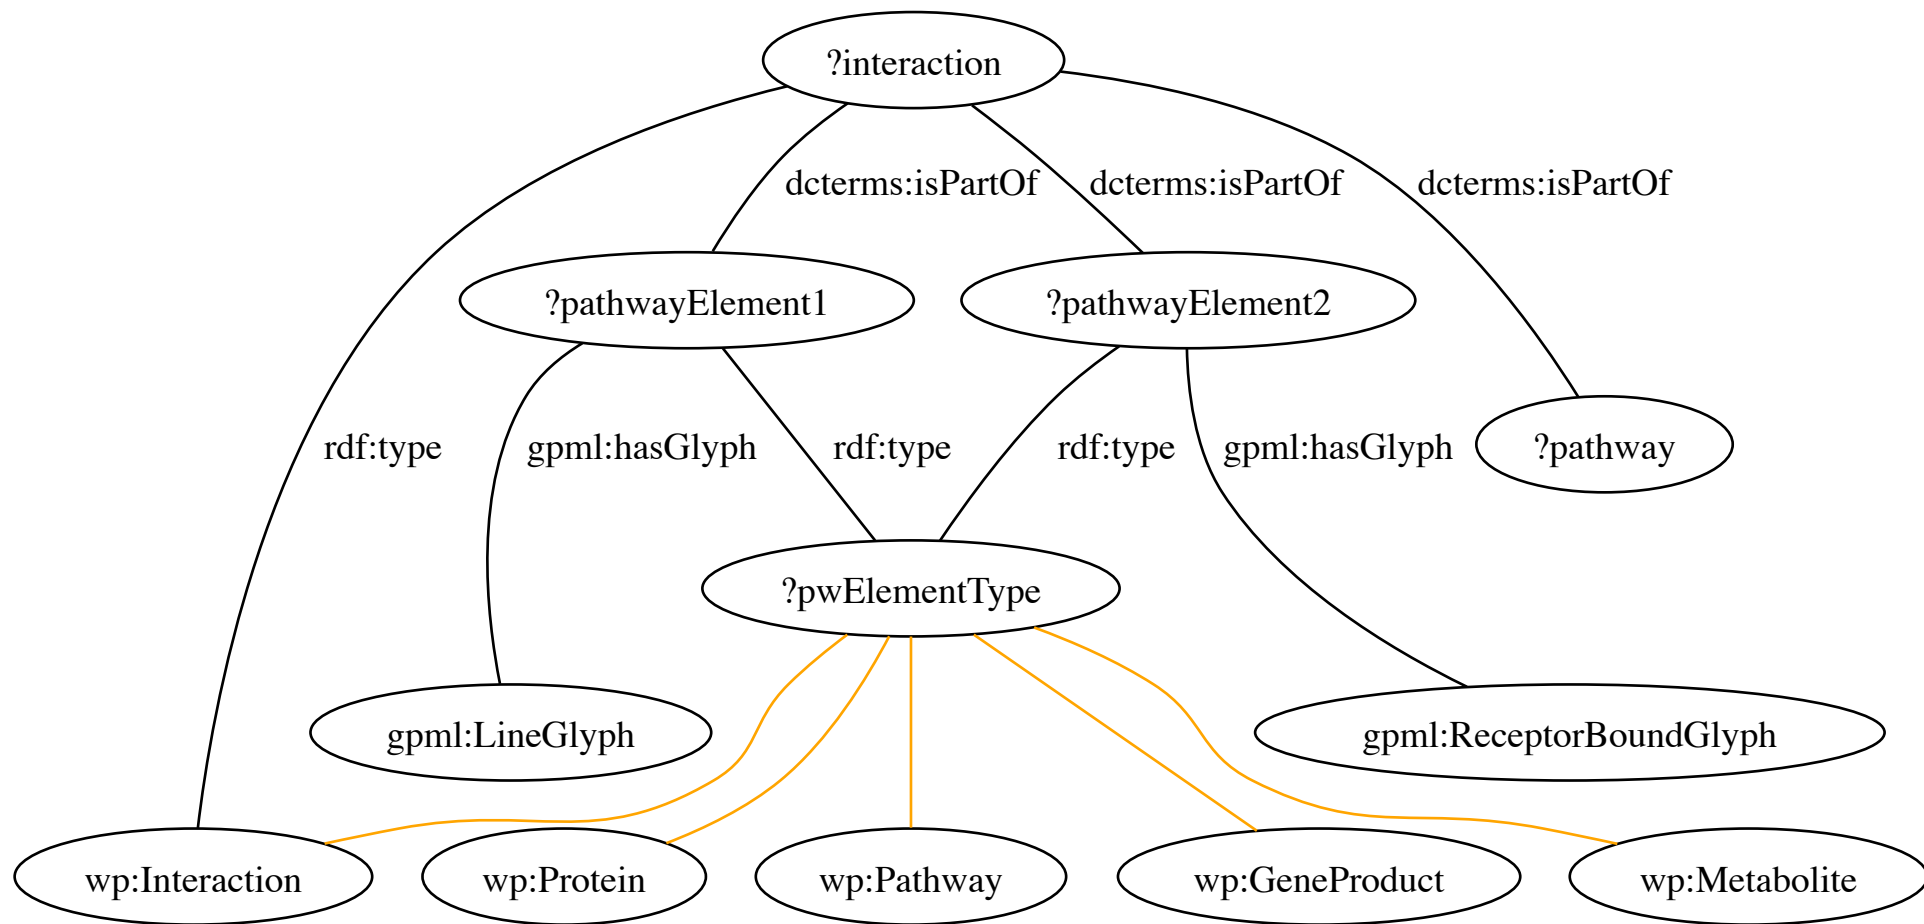 ?interaction
dcterms:isPartOf
dcterms:isPartOf
dcterms:isPartOf
?pathwayElement1
?pathwayElement2
rdf:type
gpml:hasGlyph
rdf:type
rdf:type
gpml:hasGlyph
?pathway
?pwElementType
gpml:LineGlyph
gpml:ReceptorBoundGlyph
wp:Interaction
wp:Protein
wp:Pathway
wp:GeneProduct
wp:Metabolite